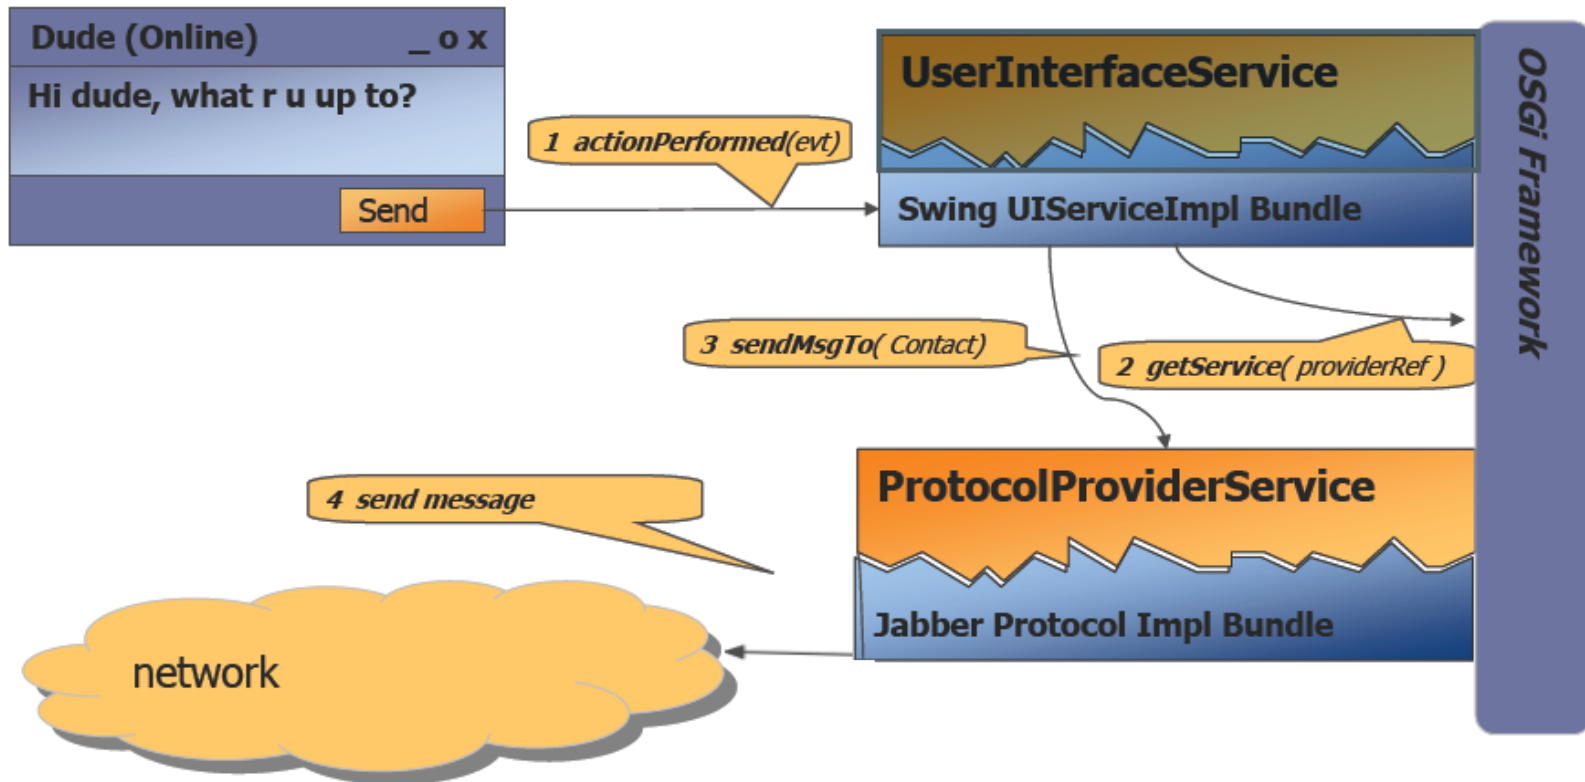 Dude (Online) _ o x
Hi dude, what r u up to?
Send
1 actionPerformed(evt)
UserInterfaceService
Swing UIServiceImpl Bundle
OSGi Framework
3 sendMsgTo( Contact)
2 getService( providerRef )
4 send message
ProtocolProviderService
Jabber Protocol Impl Bundle
network